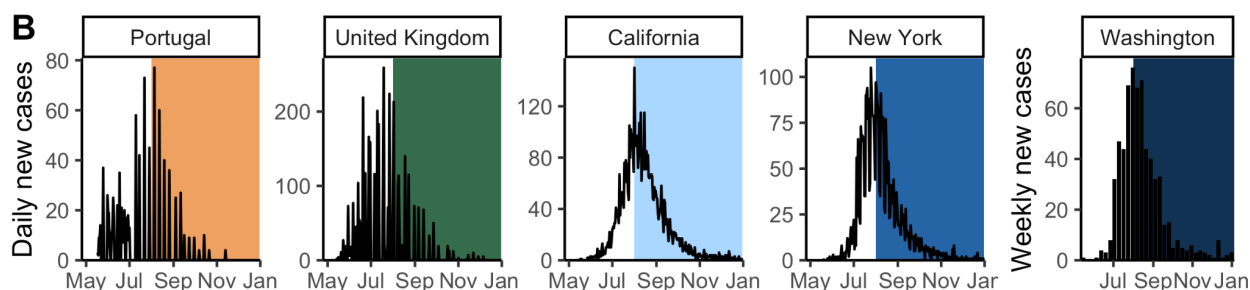 B
Portugal
United Kingdom
California
New York
Washington
Daily new cases
80
60
40
20
0
May Jul Sep Nov Jan
200
100
0
May Jul Sep Nov Jan
120
80
40
0
May Jul Sep Nov Jan
100
75
50
25
0
May Jul Sep Nov Jar
Weekly new cases
60
40
20
0
Jul Sep Nov Jan